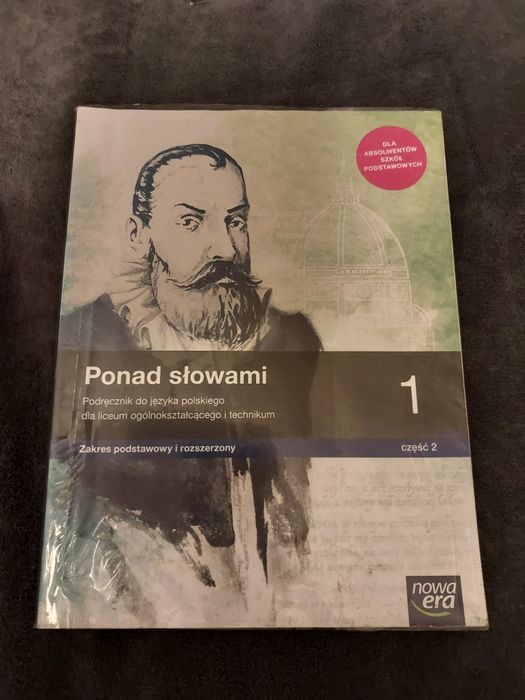 DLA
ABSOLWENTÓW
SZKÓŁ
PODSTAWOWYCH
Ponad słowami
1
Podręcznik do języka polskiego
dla liceum ogólnokształcącego i technikum
Zakres podstawowy i rozszerzony
część 2
nowa
era